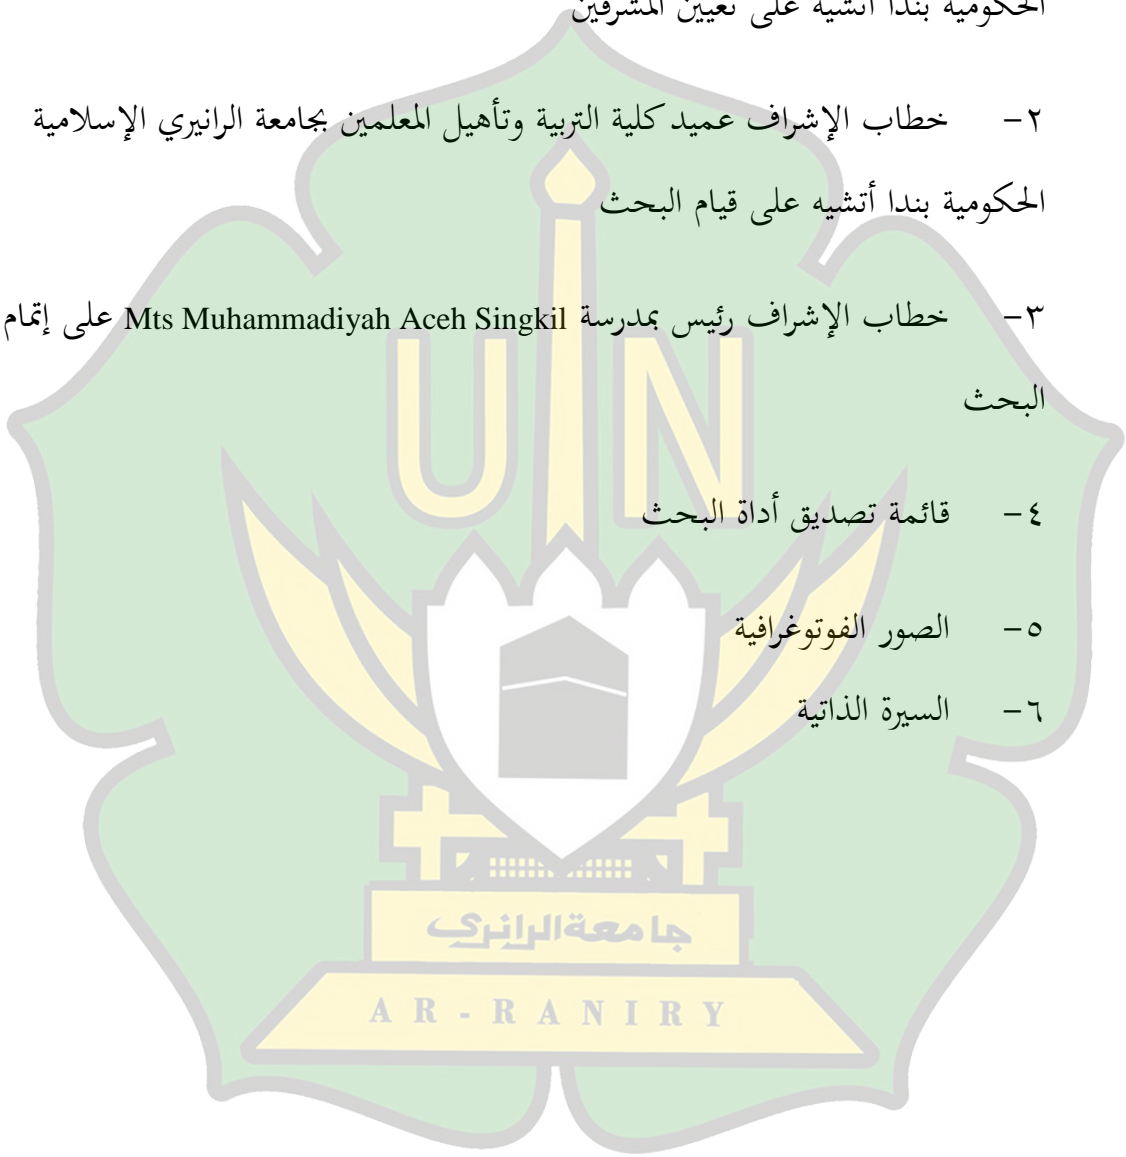 الحكومية بندا أتشيه على تعيين المشرفين
٢- خطاب الإشراف عميد كلية التربية وتأهيل المعلمين بجامعة الرانيري الإسلامية
الحكومية بندا أتشيه على قيام البحث
٣- خطاب الإشراف رئيس بمدرسة Mts Muhammadiyah Aceh Singkil على إتمام
البحث
٤- قائمة تصديق أداة البحث
٥- الصور الفوتوغرافية
٦- السيرة الذاتية
UIN
جامعة الرانري
AR-RANIRY